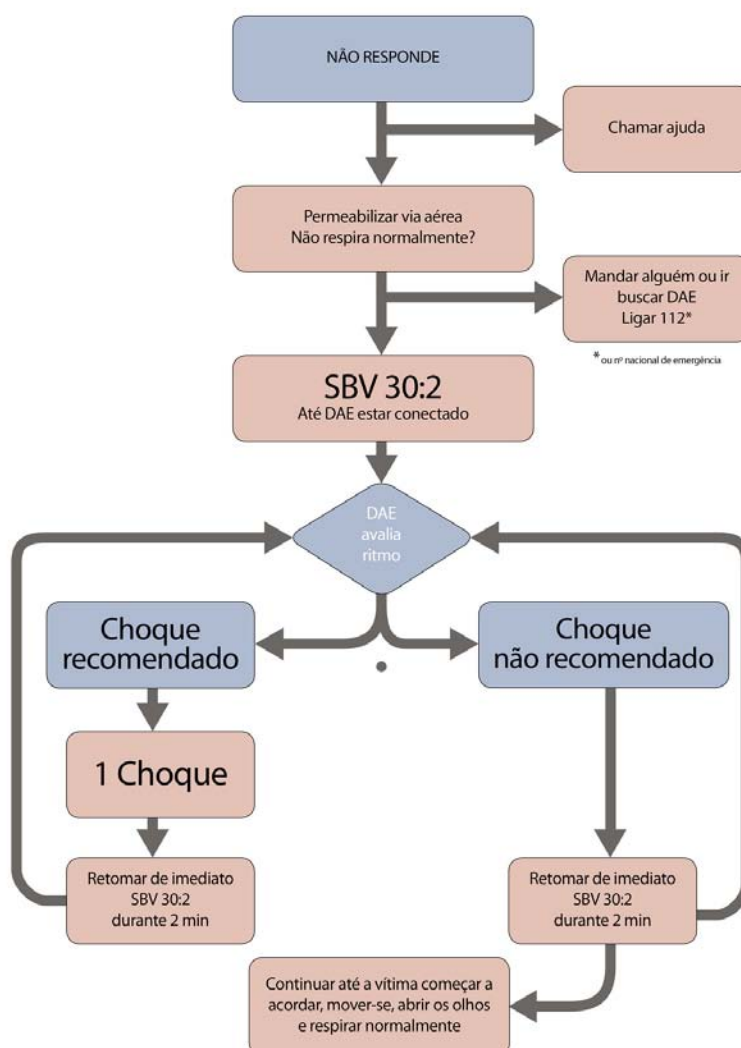 NÃO RESPONDE
Chamar ajuda
Permeabilizar via aérea
Não respira normalmente?
Mandar alguém ou ir
buscar DAE
Ligar 112*
* ou nº nacional de emergência
SBV 30:2
Até DAE estar conectado
DAE
avalia
ritmo
Choque
recomendado
Choque
não recomendado
1 Choque
Retomar de imediato
SBV 30:2
durante 2 min
Retomar de imediato
SBV 30:2
durante 2 min
Continuar até a vítima começar a
acordar, mover-se, abrir os olhos
e respirar normalmente